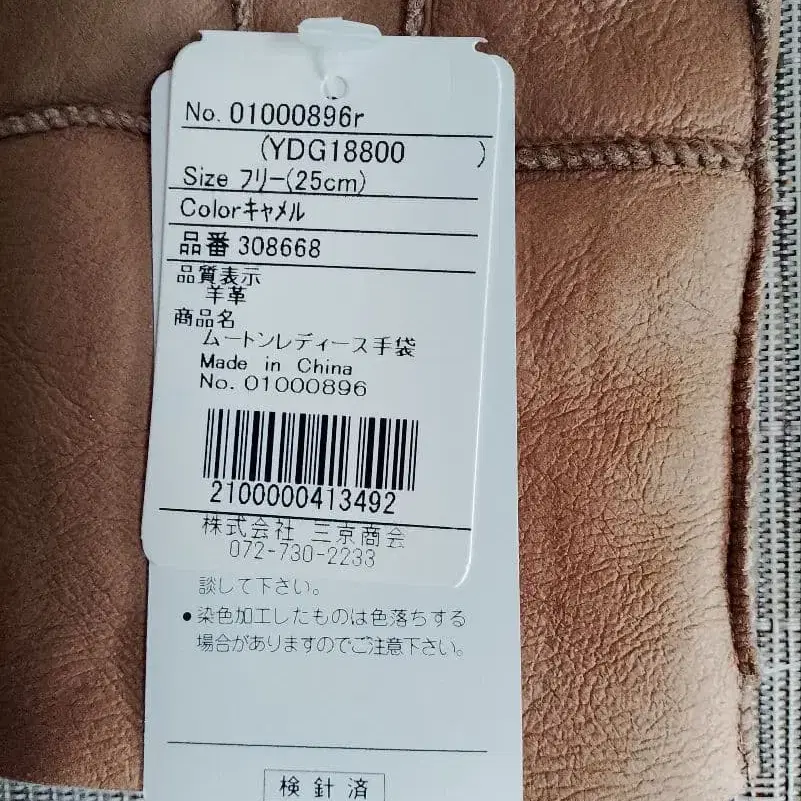 No. 01000896r
(YDG18800 )
Size フリー(25cm)
Colorキャメル
品番 308668
品質表示
羊革
商品名
ムートンレディース手袋
Made in China
No. 01000896
2100000413492
株式会社 三京商会
072-730-2233
談して下さい。
●染色加工したものは色落ちする
場合がありますのでご注意下さい。
検針済